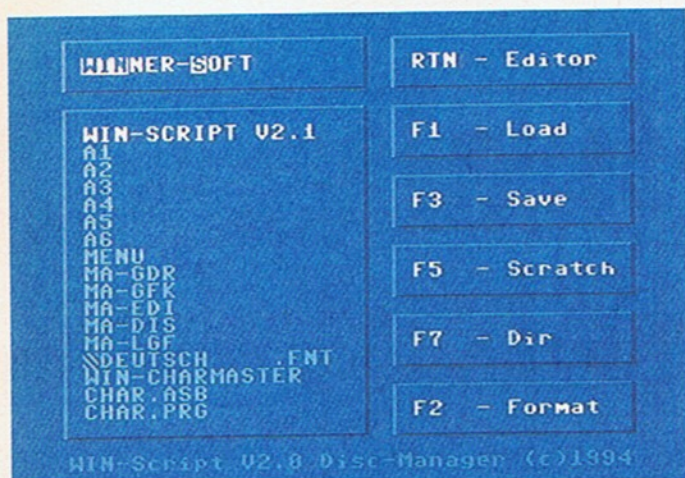 WINNER-SOFT
WIN-SCRIPT V2.1
A1
A2
A3
A4
A5
A6
MENU
MA-GDR
MA-GFK
MA-EDI
MA-DIS
MA-LGF
\\DEUTSCH .FNT
WIN-CHARMASTER
CHAR.ASB
CHAR.PRG
RTN - Editor
F1 - Load
F3 - Save
F5 - Scratch
F7 - Dir
F2 - Format
WIN-Script V2.0 Disc-Manager (c)1994